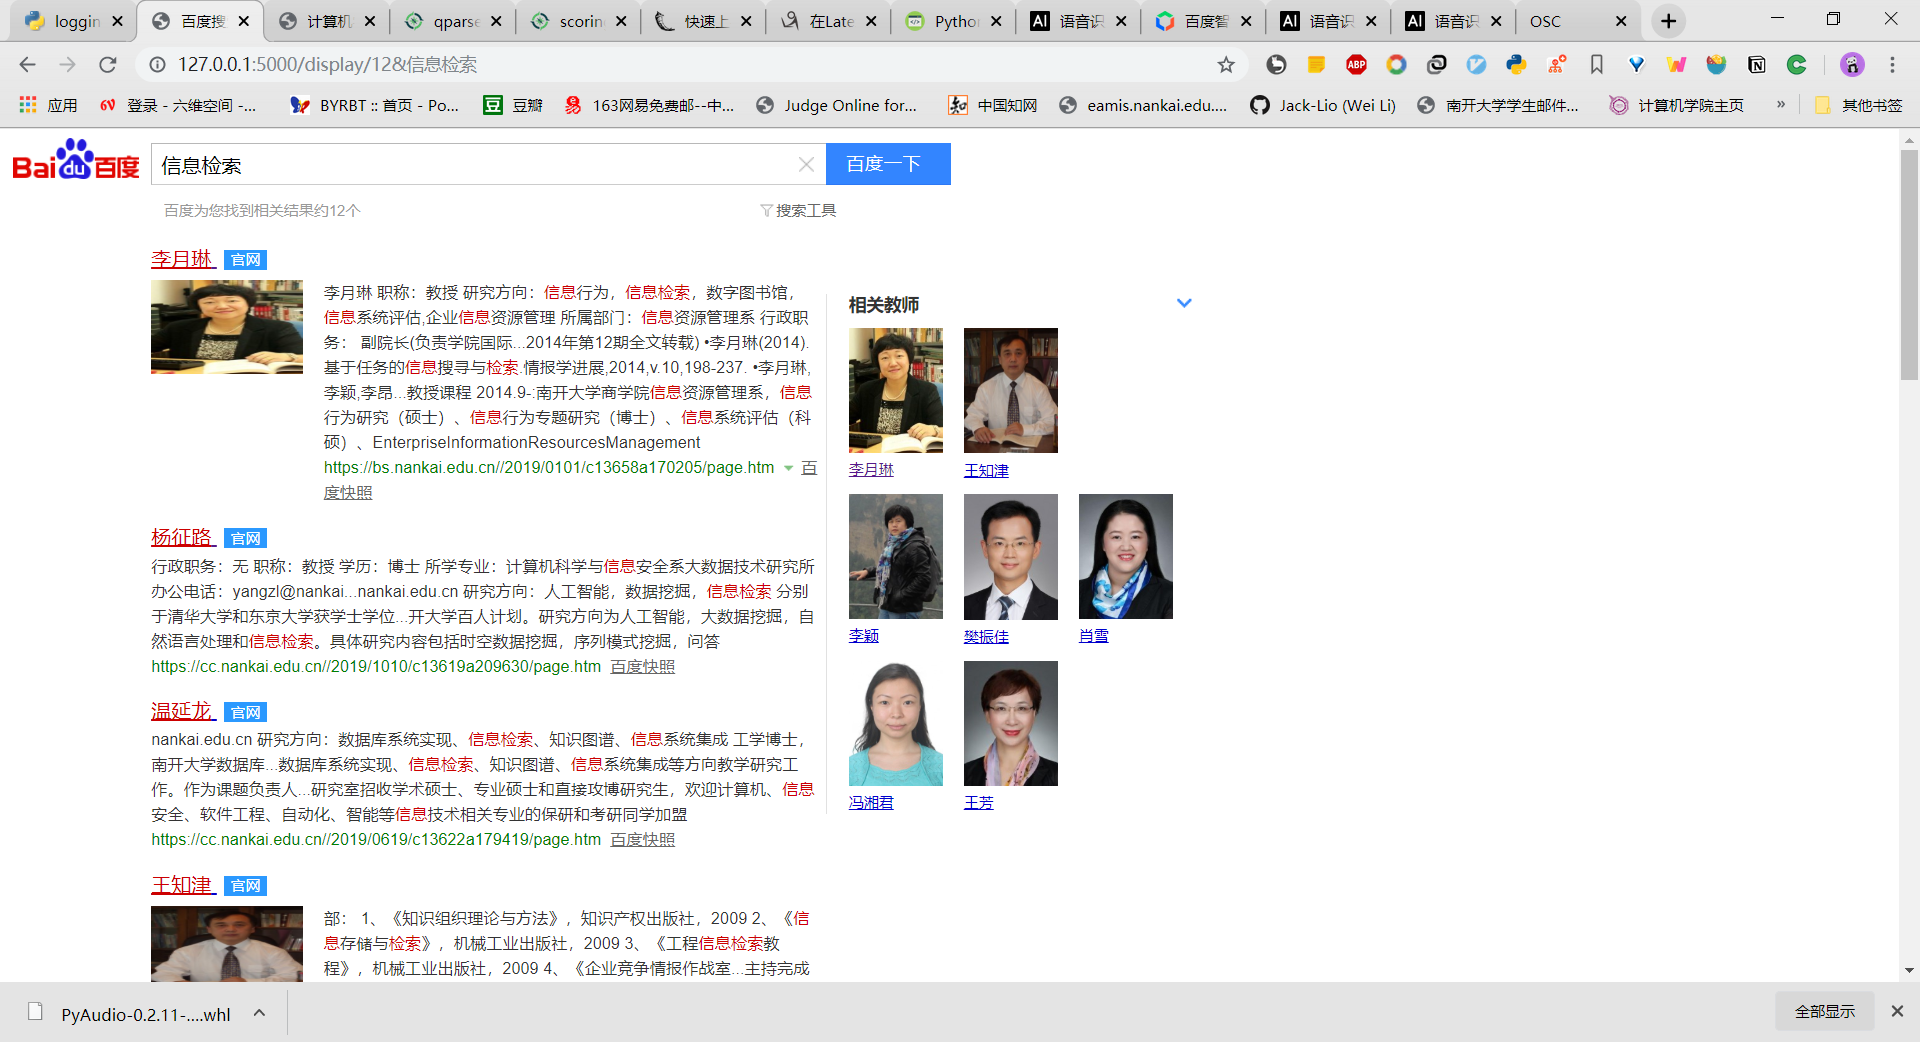 loggin
百度搜
计算机
qparse
scorin
快速上
在Late
Pytho
语音识
百度智
语音识
语音识
OSC
127.0.0.1:5000/display/12&信息检索
应用
登录 - 六维空间 -...
BYRBT :: 首页 - Po...
豆瓣
163网易免费邮--中...
Judge Online for...
中国知网
eamis.nankai.edu....
Jack-Lio (Wei Li)
南开大学学生邮件...
计算机学院主页
»
其他书签
Bai du 百度
信息检索
百度一下
百度为您找到相关结果约12个
搜索工具
李月琳 官网
李月琳 职称：教授 研究方向：信息行为，信息检索，数字图书馆，
信息系统评估,企业信息资源管理 所属部门：信息资源管理系 行政职
务： 副院长(负责学院国际...2014年第12期全文转载) •李月琳(2014).
基于任务的信息搜寻与检索.情报学进展,2014,v.10,198-237. •李月琳,
李颖,李昂...教授课程 2014.9-:南开大学商学院信息资源管理系，信息
行为研究（硕士）、信息行为专题研究（博士）、信息系统评估（科
硕）、EnterpriseInformationResourcesManagement
https://bs.nankai.edu.cn//2019/0101/c13658a170205/page.htm 百
度快照
杨征路 官网
行政职务：无 职称：教授 学历：博士 所学专业：计算机科学与信息安全系大数据技术研究所
办公电话：yangzl@nankai...nankai.edu.cn 研究方向：人工智能，数据挖掘，信息检索 分别
于清华大学和东京大学获学士学位...开大学百人计划。研究方向为人工智能，大数据挖掘，自
然语言处理和信息检索。具体研究内容包括时空数据挖掘，序列模式挖掘，问答
https://cc.nankai.edu.cn//2019/1010/c13619a209630/page.htm 百度快照
温延龙 官网
nankai.edu.cn 研究方向：数据库系统实现、信息检索、知识图谱、信息系统集成 工学博士，
南开大学数据库...数据库系统实现、信息检索、知识图谱、信息系统集成等方向教学研究工
作。作为课题负责人...研究室招收学术硕士、专业硕士和直接攻博研究生，欢迎计算机、信息
安全、软件工程、自动化、智能等信息技术相关专业的保研和考研同学加盟
https://cc.nankai.edu.cn//2019/0619/c13622a179419/page.htm 百度快照
王知津 官网
部： 1、《知识组织理论与方法》，知识产权出版社，2009 2、《信
息存储与检索》，机械工业出版社，2009 3、《工程信息检索教
程》，机械工业出版社，2009 4、《企业竞争情报作战室...主持完成
相关教师
李月琳
王知津
李颖
樊振佳
肖雪
冯湘君
王芳
PyAudio-0.2.11-....whl
全部显示